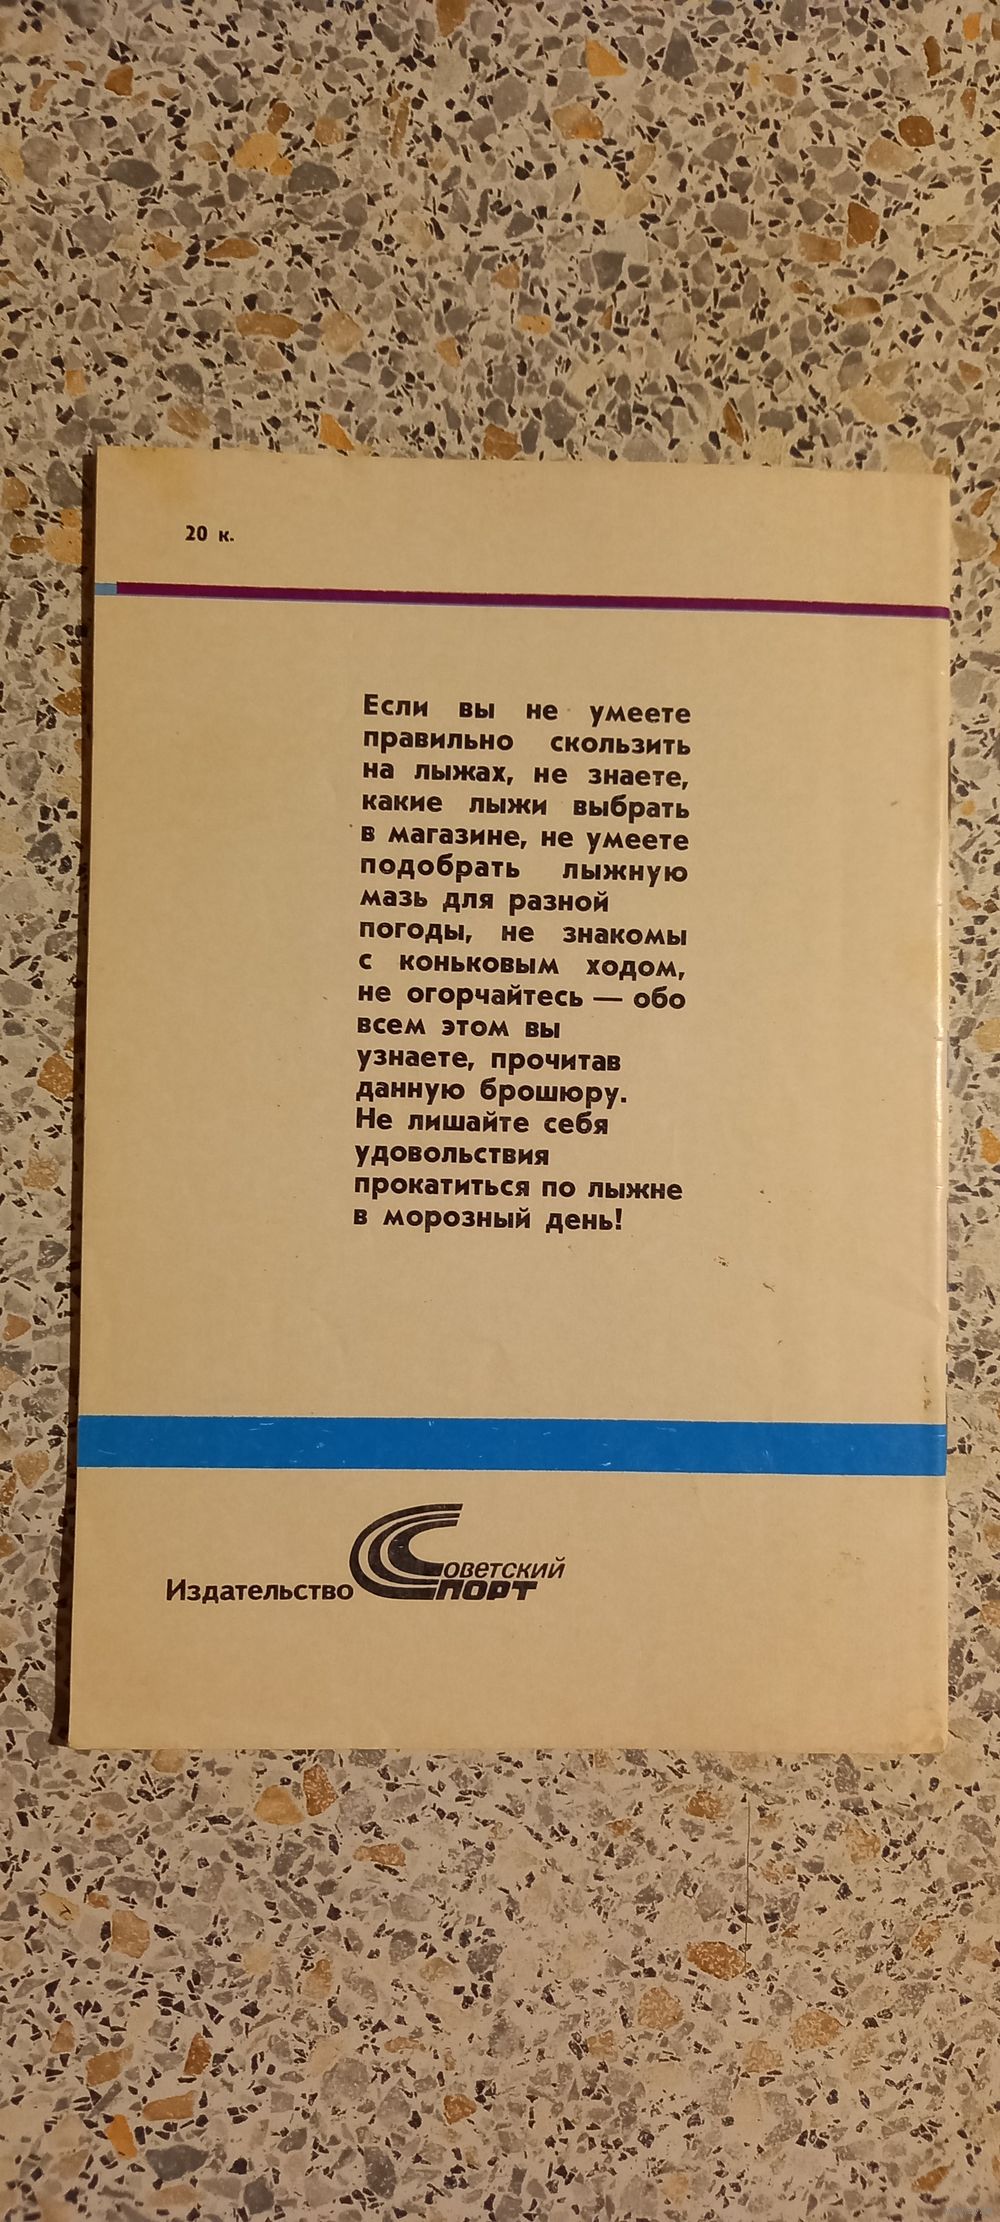 20 к.
Если вы не умеете
правильно скользить
на лыжах, не знаете,
какие лыжи выбрать
в магазине, не умеете
подобрать лыжную
мазь для разной
погоды, не знакомы
с коньковым ходом,
не огорчайтесь — обо
всем этом вы
узнаете, прочитав
данную брошюру.
Не лишайте себя
удовольствия
прокатиться по лыжне
в морозный день!
Издательство Советский
Спорт